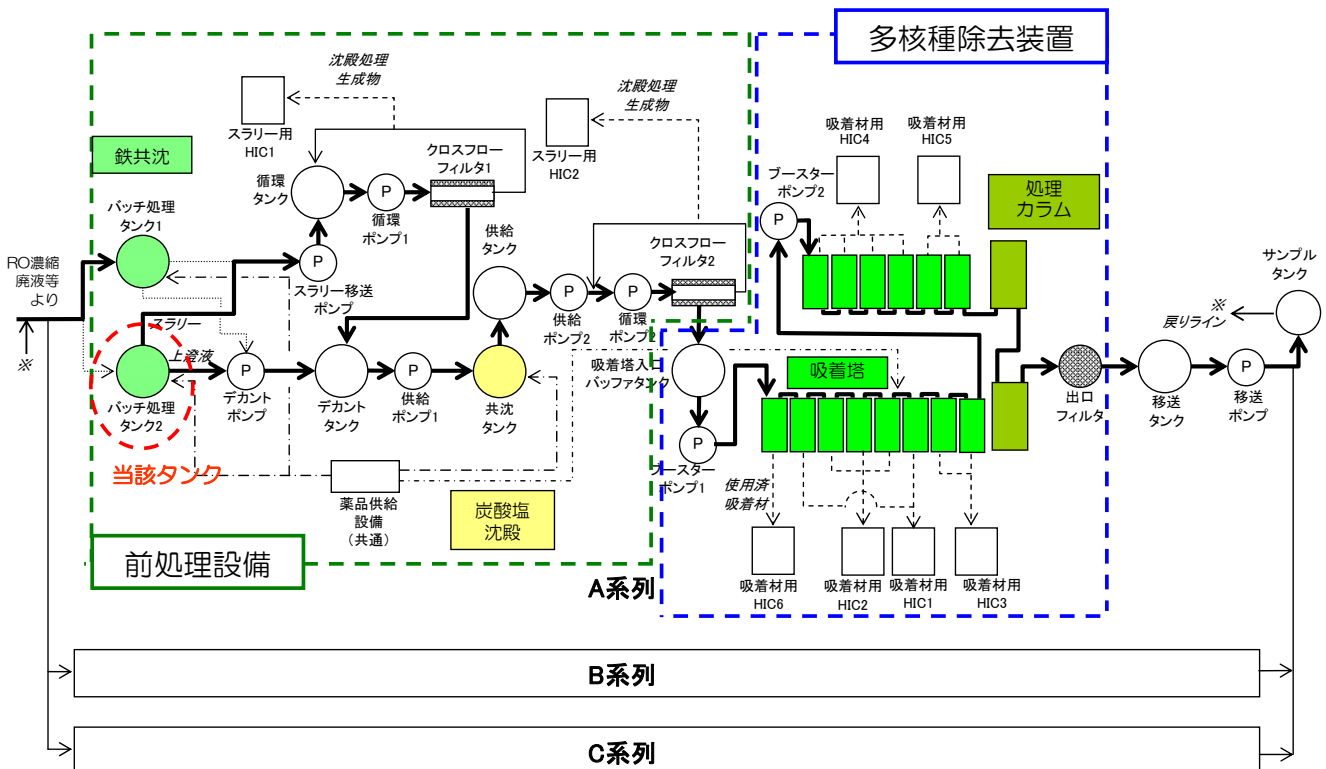 多核種除去装置
沈殿処理
生成物
沈殿処理
生成物
スラリー用
HIC1
スラリー用
HIC2
吸着材用
HIC4
吸着材用
HIC5
鉄共沈
クロスフロー
フィルタ1
循環
タンク
P
循環
ポンプ1
ブースター
ポンプ2
P
処理
カラム
バッチ処理
タンク1
供給
タンク
クロスフロー
フィルタ2
サンプル
タンク
RO濃縮
廃液等
より
P
スラリー移送
ポンプ
P
供給
ポンプ2
P
循環
ポンプ2
※
戻りライン
スラリー
上澄液
※
バッチ処理
タンク2
P
デカント
ポンプ
デカント
タンク
P
供給
ポンプ1
共沈
タンク
吸着塔入口
バッファタンク
吸着塔
出口
フィルタ
移送
タンク
P
移送
ポンプ
当該タンク
P
ブースター
ポンプ1
薬品供給
設備
(共通)
炭酸塩
沈殿
使用済
吸着材
前処理設備
A系列
吸着材用
HIC6
吸着材用
HIC2
吸着材用
HIC1
吸着材用
HIC3
B系列
C系列